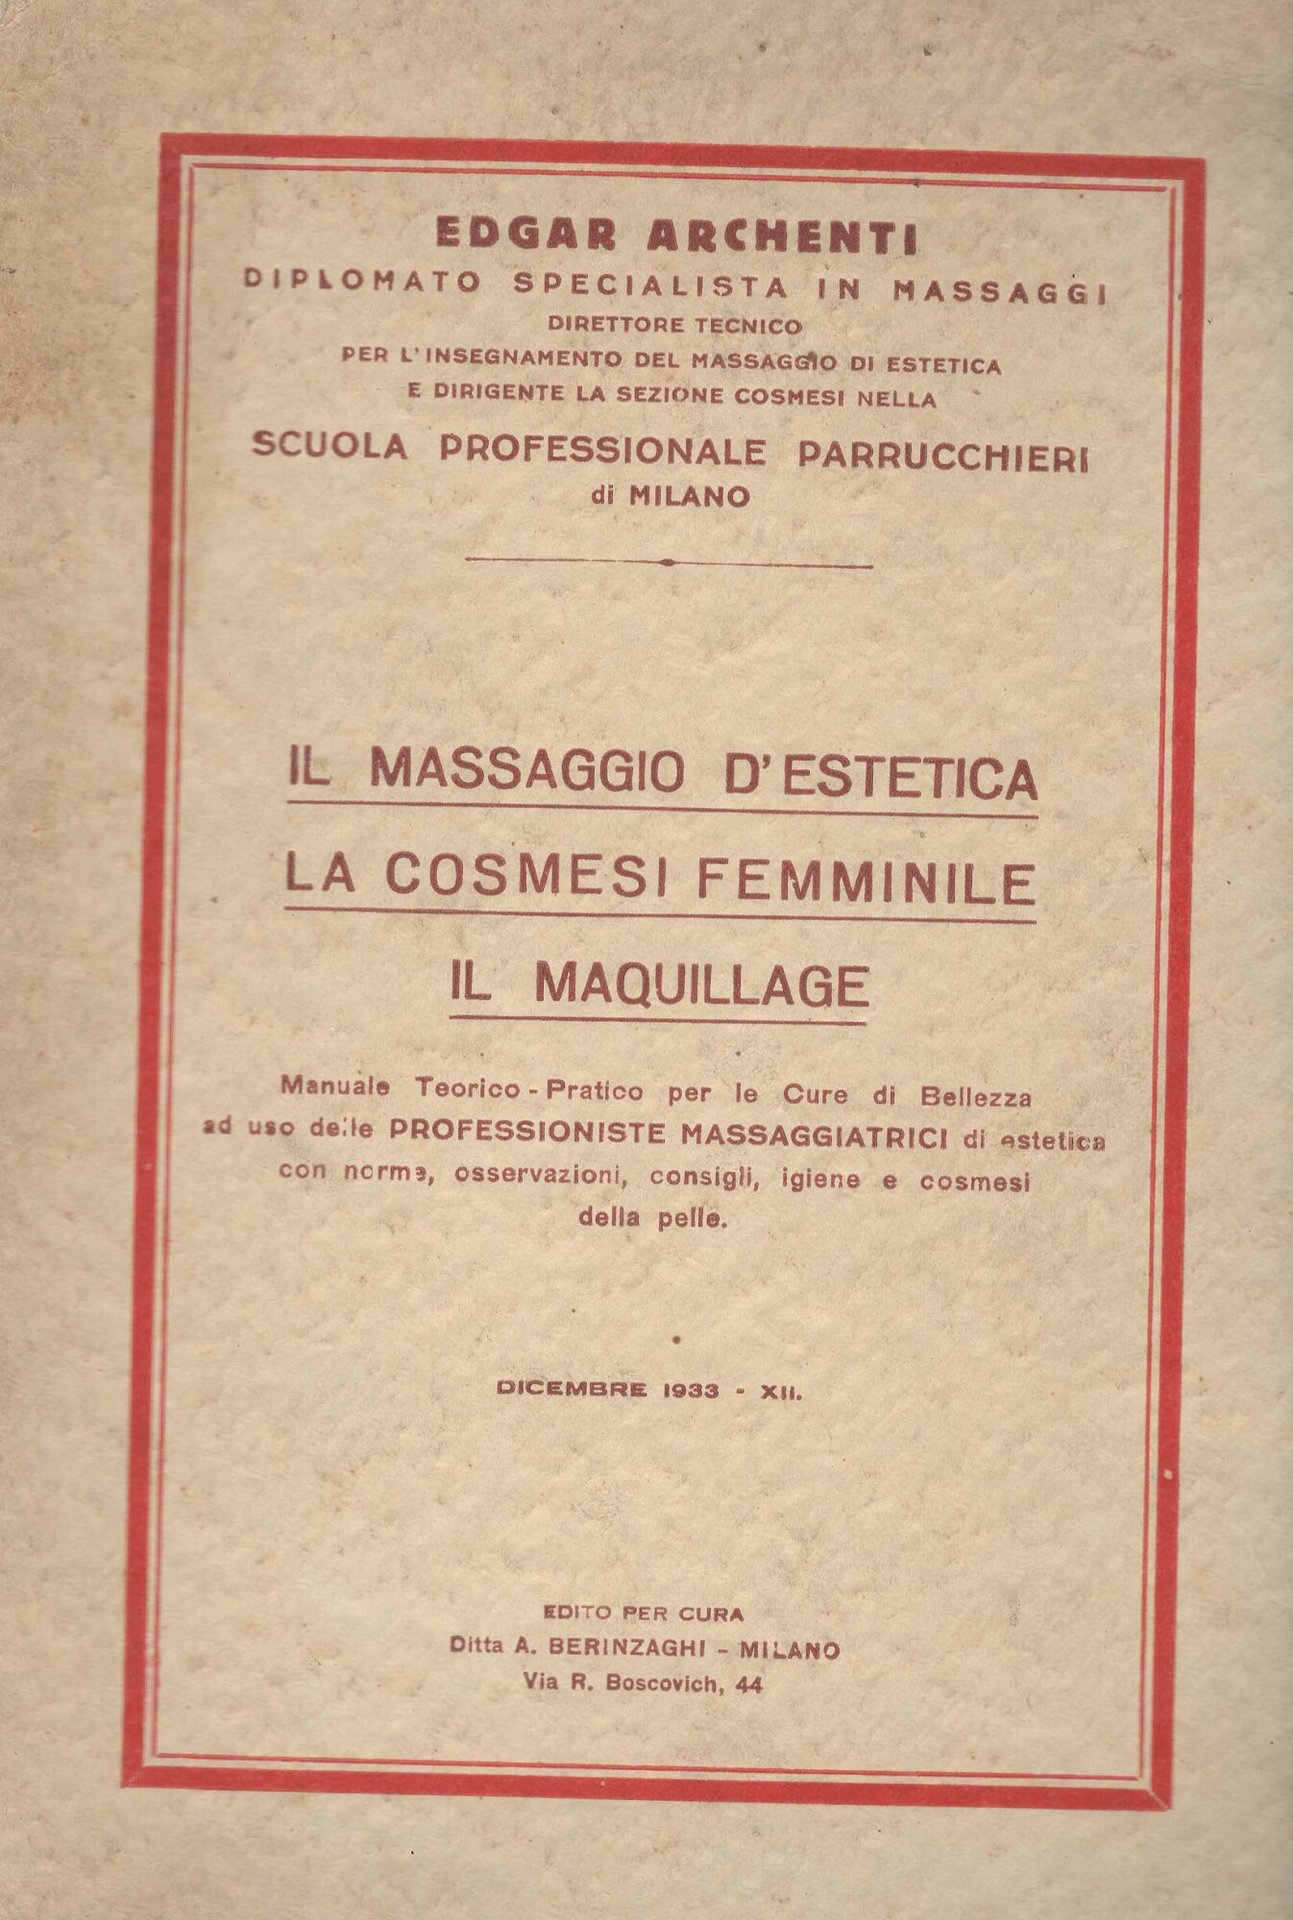 EDGAR ARCHENTI
DIPLOMATO SPECIALISTA IN MASSAGGI
DIRETTORE TECNICO
PER L'INSEGNAMENTO DEL MASSAGGIO DI ESTETICA
E DIRIGENTE LA SEZIONE COSMESI NELLA
SCUOLA PROFESSIONALE PARRUCCHIERI
di MILANO
IL MASSAGGIO D'ESTETICA
LA COSMESI FEMMINILE
IL MAQUILLAGE
Manuale Teorico - Pratico per le Cure di Bellezza
ad uso delle PROFESSIONISTE MASSAGGIATRICI di estetica
con norme, osservazioni, consigli, igiene e cosmesi
della pelle.
DICEMBRE 1933 - XII.
EDITO PER CURA
Ditta A. BERINZAGHI - MILANO
Via R. Boscovich, 44